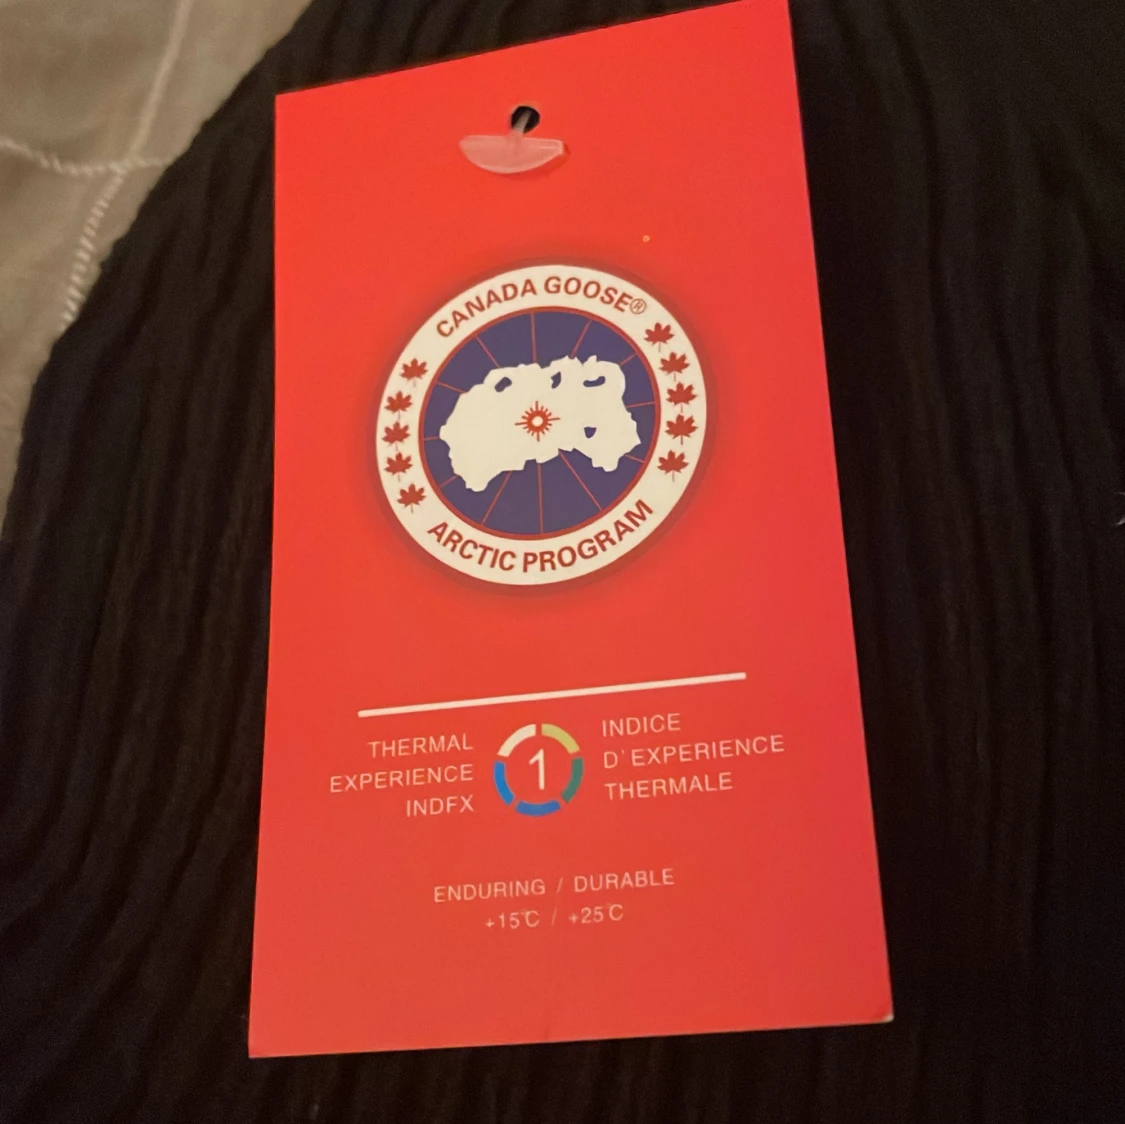 CANADA GOOSE®
ARCTIC PROGRAM
THERMAL
EXPERIENCE
INDFX
1
INDICE
D'EXPERIENCE
THERMALE
ENDURING / DURABLE
+15℃ / +25℃